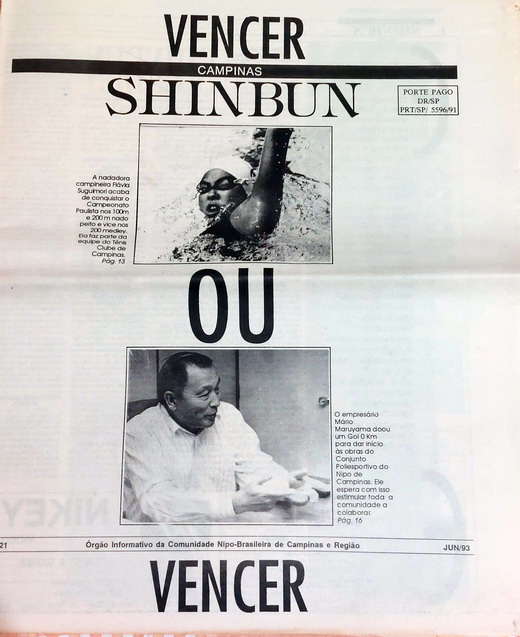 VENCER
CAMPINAS
SHINBUN
PORTE PAGO
DR/SP
PRT/SP/ 5596/91
A nadadora
campineira Flávia
Suguimori acaba
de conquistar o
Campeonato
Paulista nos 100m
e 200 m nado
peito e vice nos
200 medley.
Ela faz parte da
equipe do Tênis
Clube de
Campinas.
Pág. 13
OU
O empresário
Mário
Maruyama doou
um Gol 0 Km
para dar início
às obras do
Conjunto
Poliesportivo do
Nipo de
Campinas. Ele
espera com isso
estimular toda a
comunidade a
colaborar.
Pág. 16
21
Órgão Informativo da Comunidade Nipo-Brasileira de Campinas e Região
JUN/93
VENCER